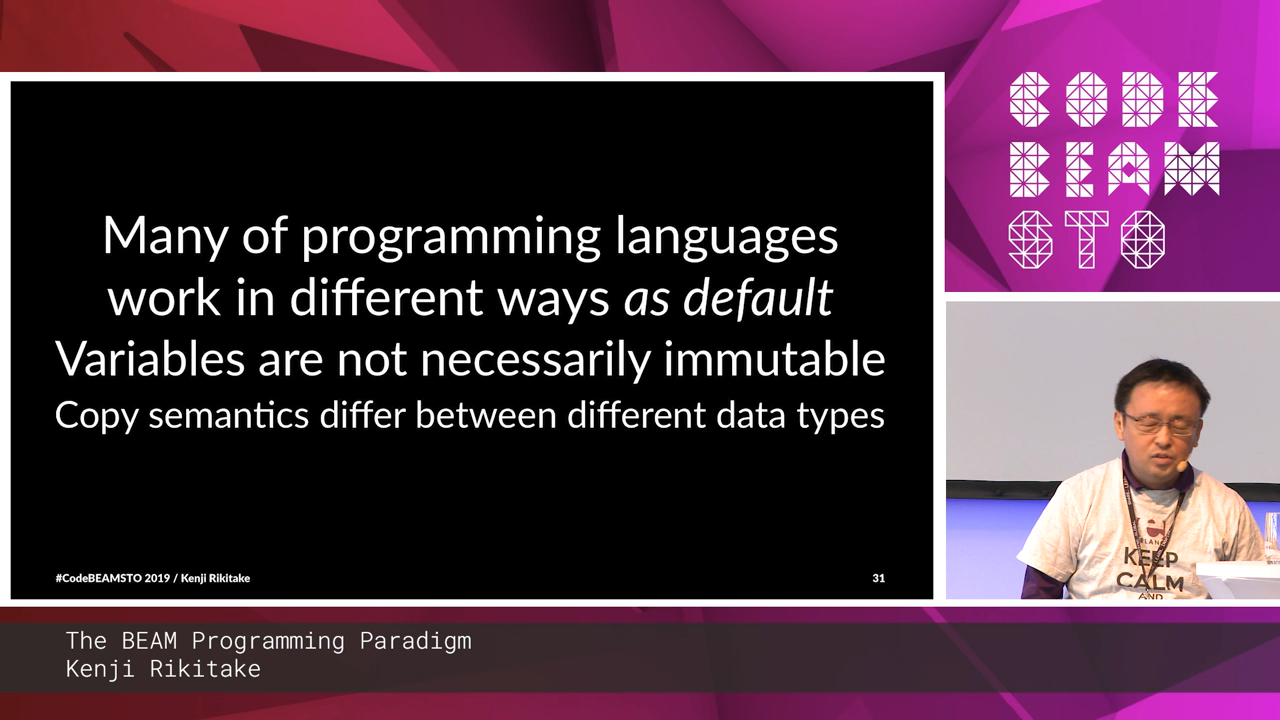 Many of programming languages
work in different ways as default
Variables are not necessarily immutable
Copy semantics differ between different data types
#CodeBEAMSTO 2019 / Kenji Rikitake
31
CODE
BEAM
STO
KEEP
CALM
AND
The BEAM Programming Paradigm
Kenji Rikitake